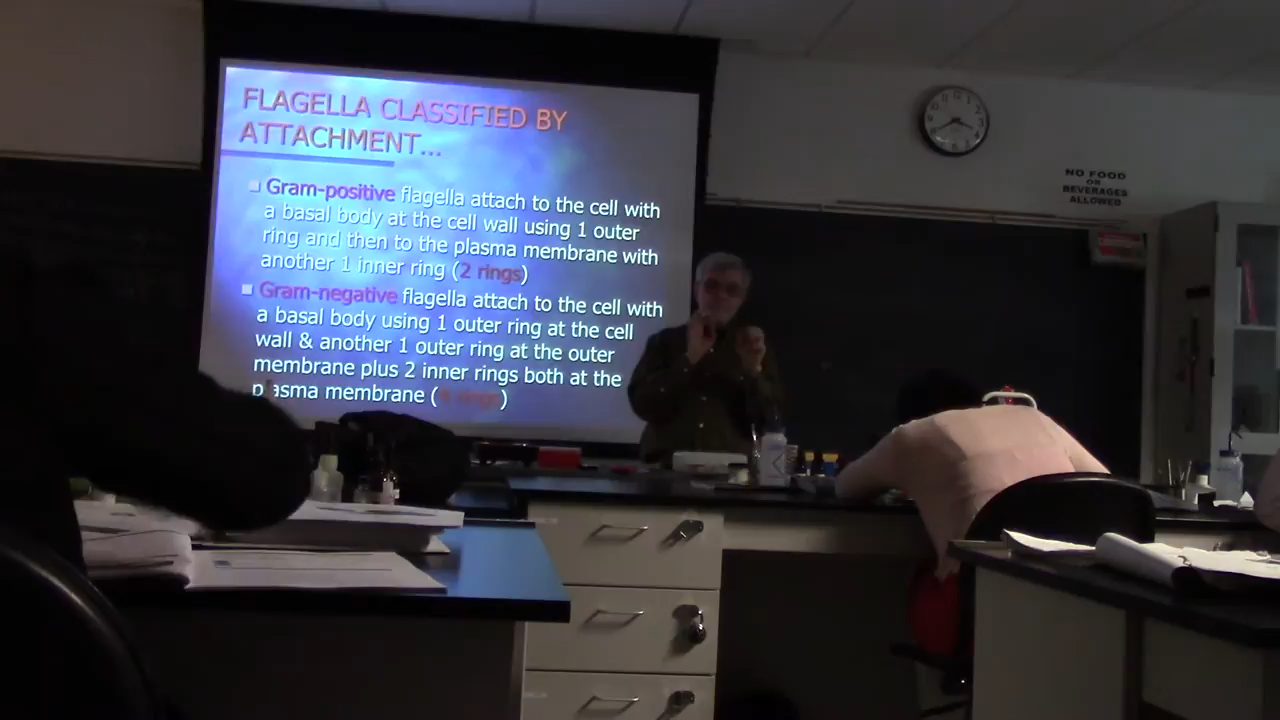 FLAGELLA CLASSIFIED BY
ATTACHMENT...
Gram-positive flagella attach to the cell with
a basal body at the cell wall using 1 outer
ring and then to the plasma membrane with
another 1 inner ring (2 rings)
Gram-negative flagella attach to the cell with
a basal body using 1 outer ring at the cell
wall & another 1 outer ring at the outer
membrane plus 2 inner rings both at the
plasma membrane ( rings)
NO FOOD
OR
BEVERAGES
ALLOWED